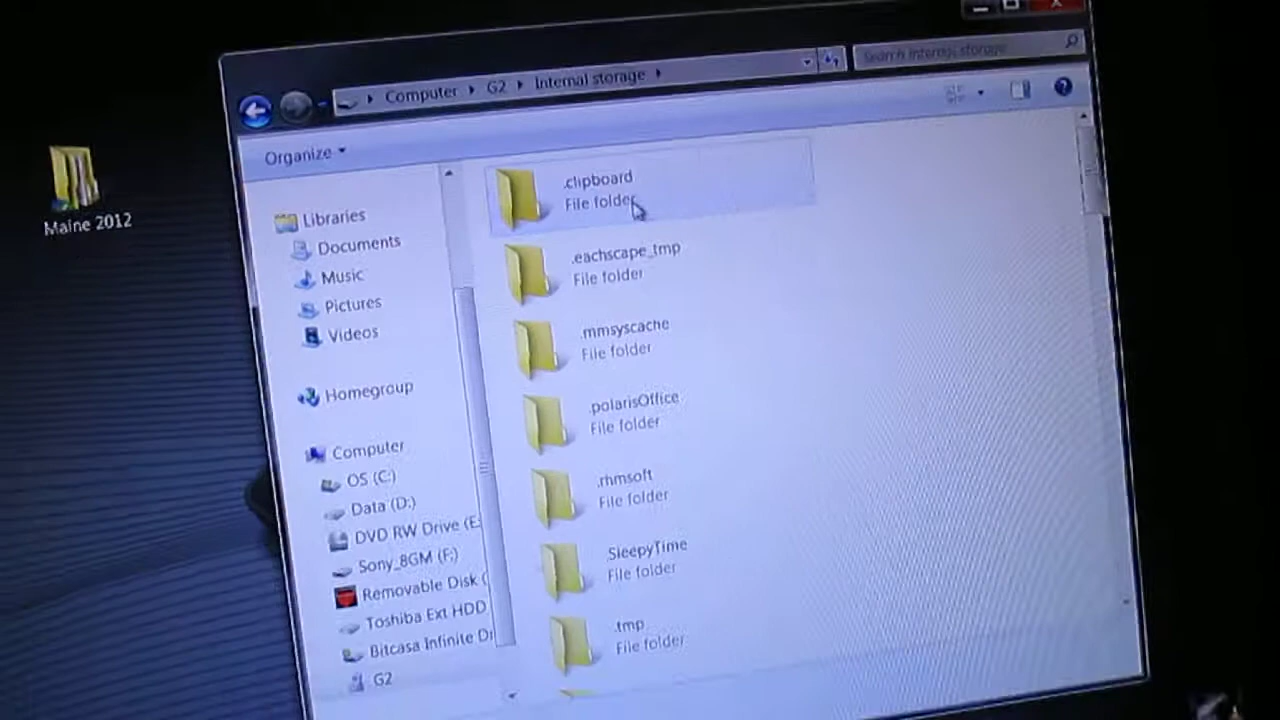 Computer
G2
Internal storage
Search Internal storage
Organize
Maine 2012
Libraries
Documents
Music
Pictures
Videos
Homegroup
Computer
OS (C:)
Data (D:)
DVD RW Drive (E:
Sony_8GM (F:)
Removable Disk (
Toshiba Ext HDD
Bitcasa Infinite Dr
G2
.clipboard
File folder
.eachscape_tmp
File folder
.mmsyscache
File folder
.polarisOffice
File folder
.rhmsoft
File folder
.SleepyTime
File folder
.tmp
File folder